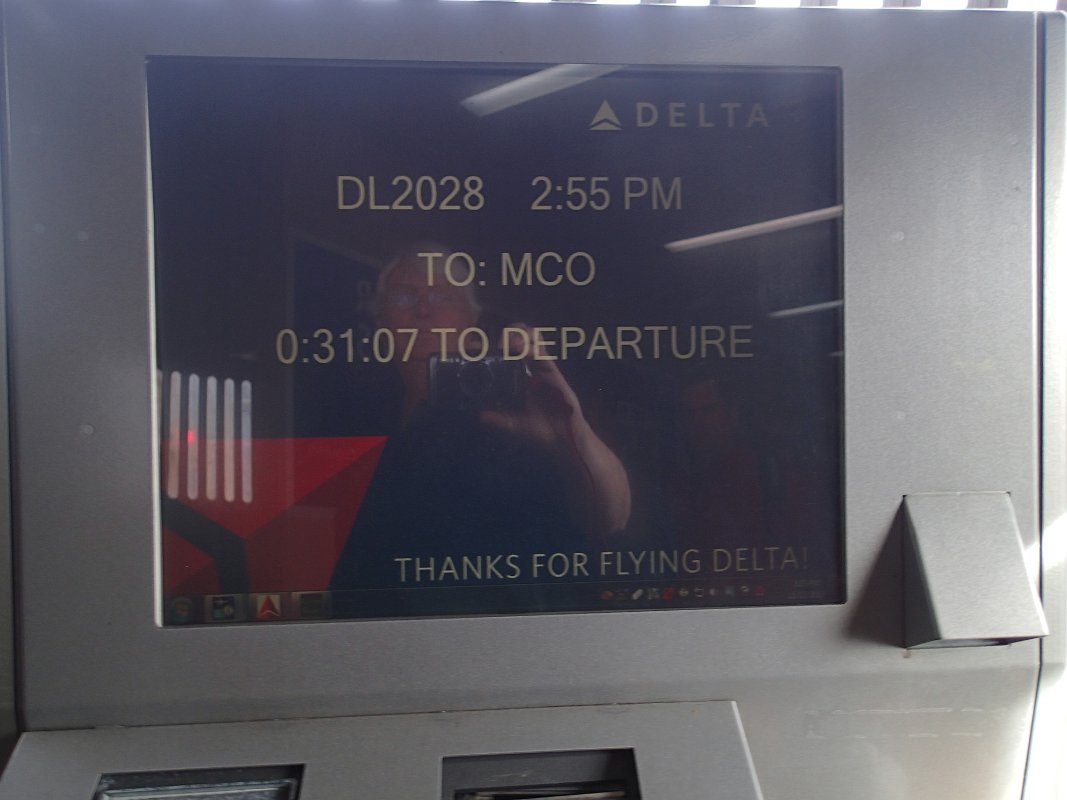 DELTA
DL2028 2:55 PM
TO: MCO
0:31:07 TO DEPARTURE
THANKS FOR FLYING DELTA!